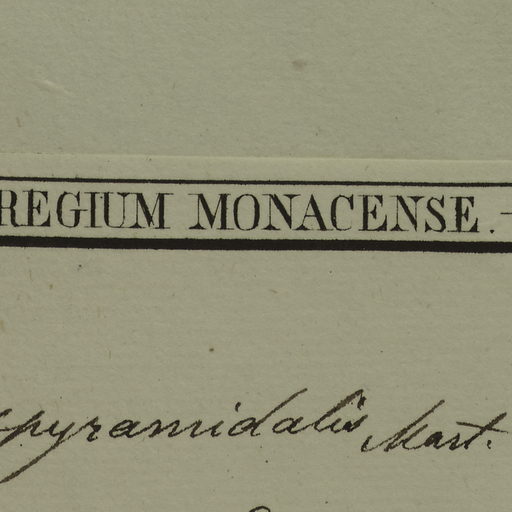 REGIUM MONACENSE. -
pyramidalis Mart.